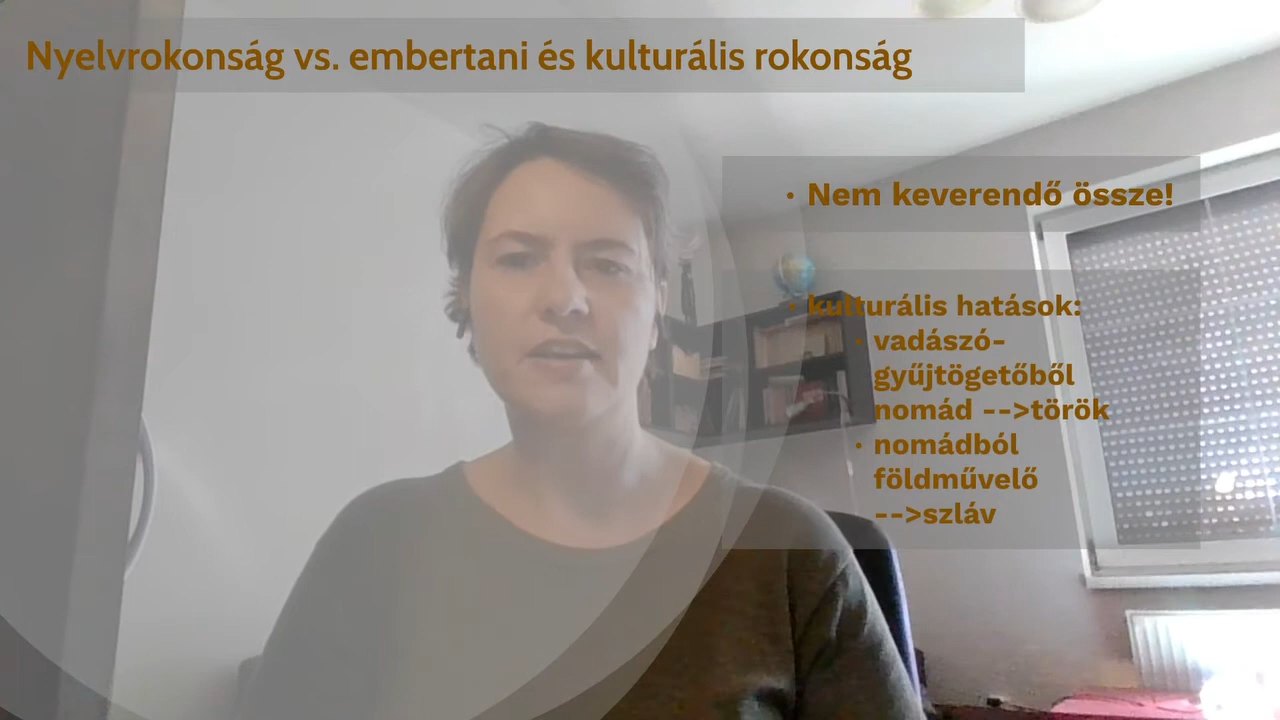 Nyelvrokonság vs. embertani és kulturális rokonság
• Nem keverendő össze!
• kulturális hatások:
• vadászó-
gyűjtögetőből
nomád -->török
• nomádból
földművelő
-->szláv